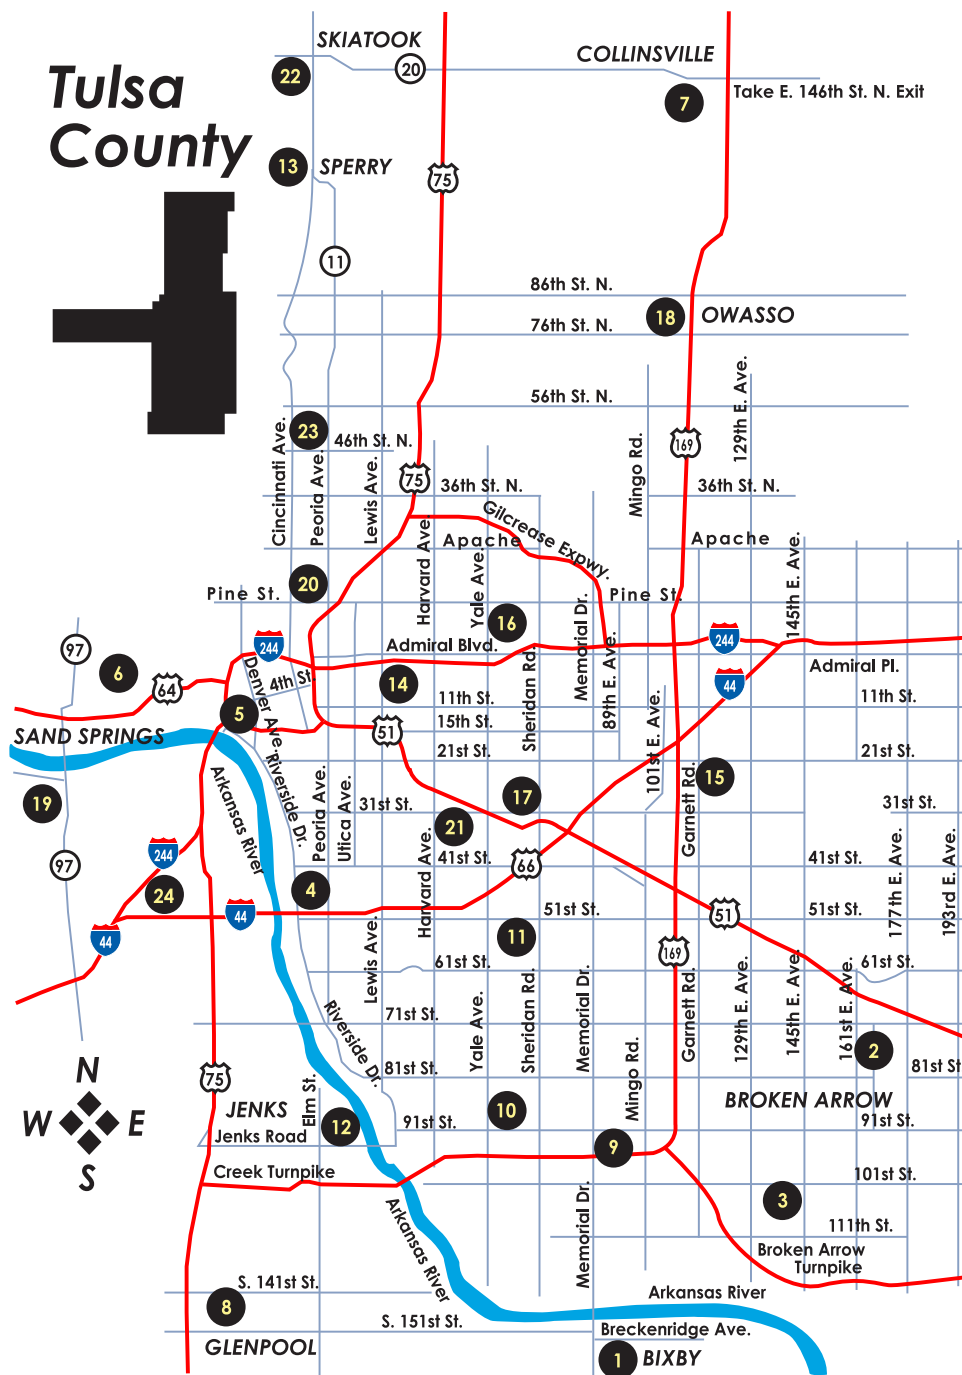 SKIATOOK
COLLINSVILLE
Tulsa
County
22
20
7
Take E. 146th St. N. Exit
13
SPERRY
75
11
86th St. N.
18
OWASSO
76th St. N.
129th E. Ave.
56th St. N.
Cincinnati Ave.
23
46th St. N.
Peoria Ave.
Lewis Ave.
Mingo Rd.
169
75
36th St. N.
36th St. N.
Gilcrease Expwy.
Harvard Ave.
Apache
Apache
Yale Ave.
145th E. Ave.
20
Pine St.
Pine St.
Memorial Dr.
16
97
244
Admiral Blvd.
244
89th E. Ave.
Sheridan Rd.
Admiral Pl.
6
64
Denver Ave.
4th St.
14
11th St.
44
11th St.
5
51
15th St.
101st E. Ave.
SAND SPRINGS
21st St.
21st St.
Arkansas River
Riverside Dr.
Peoria Ave.
Utica Ave.
19
17
15
31st St.
31st St.
Garnett Rd.
21
97
244
Harvard Ave.
41st St.
66
41st St.
177th E. Ave.
193rd E. Ave.
24
4
44
44
51st St.
51
51st St.
11
Lewis Ave.
61st St.
169
61st St.
Yale Ave.
Sheridan Rd.
Memorial Dr.
Garnett Rd.
129th E. Ave.
145th E. Ave.
161st E. Ave.
Riverside Dr.
71st St.
Mingo Rd.
2
N
75
81st St.
81st St
W
E
S
JENKS
Elm St.
12
10
BROKEN ARROW
91st St.
91st St.
Jenks Road
9
Creek Turnpike
101st St.
3
Memorial Dr.
Arkansas River
111th St.
Broken Arrow
Turnpike
S. 141st St.
Arkansas River
8
S. 151st St.
Breckenridge Ave.
GLENPOOL
1
BIXBY